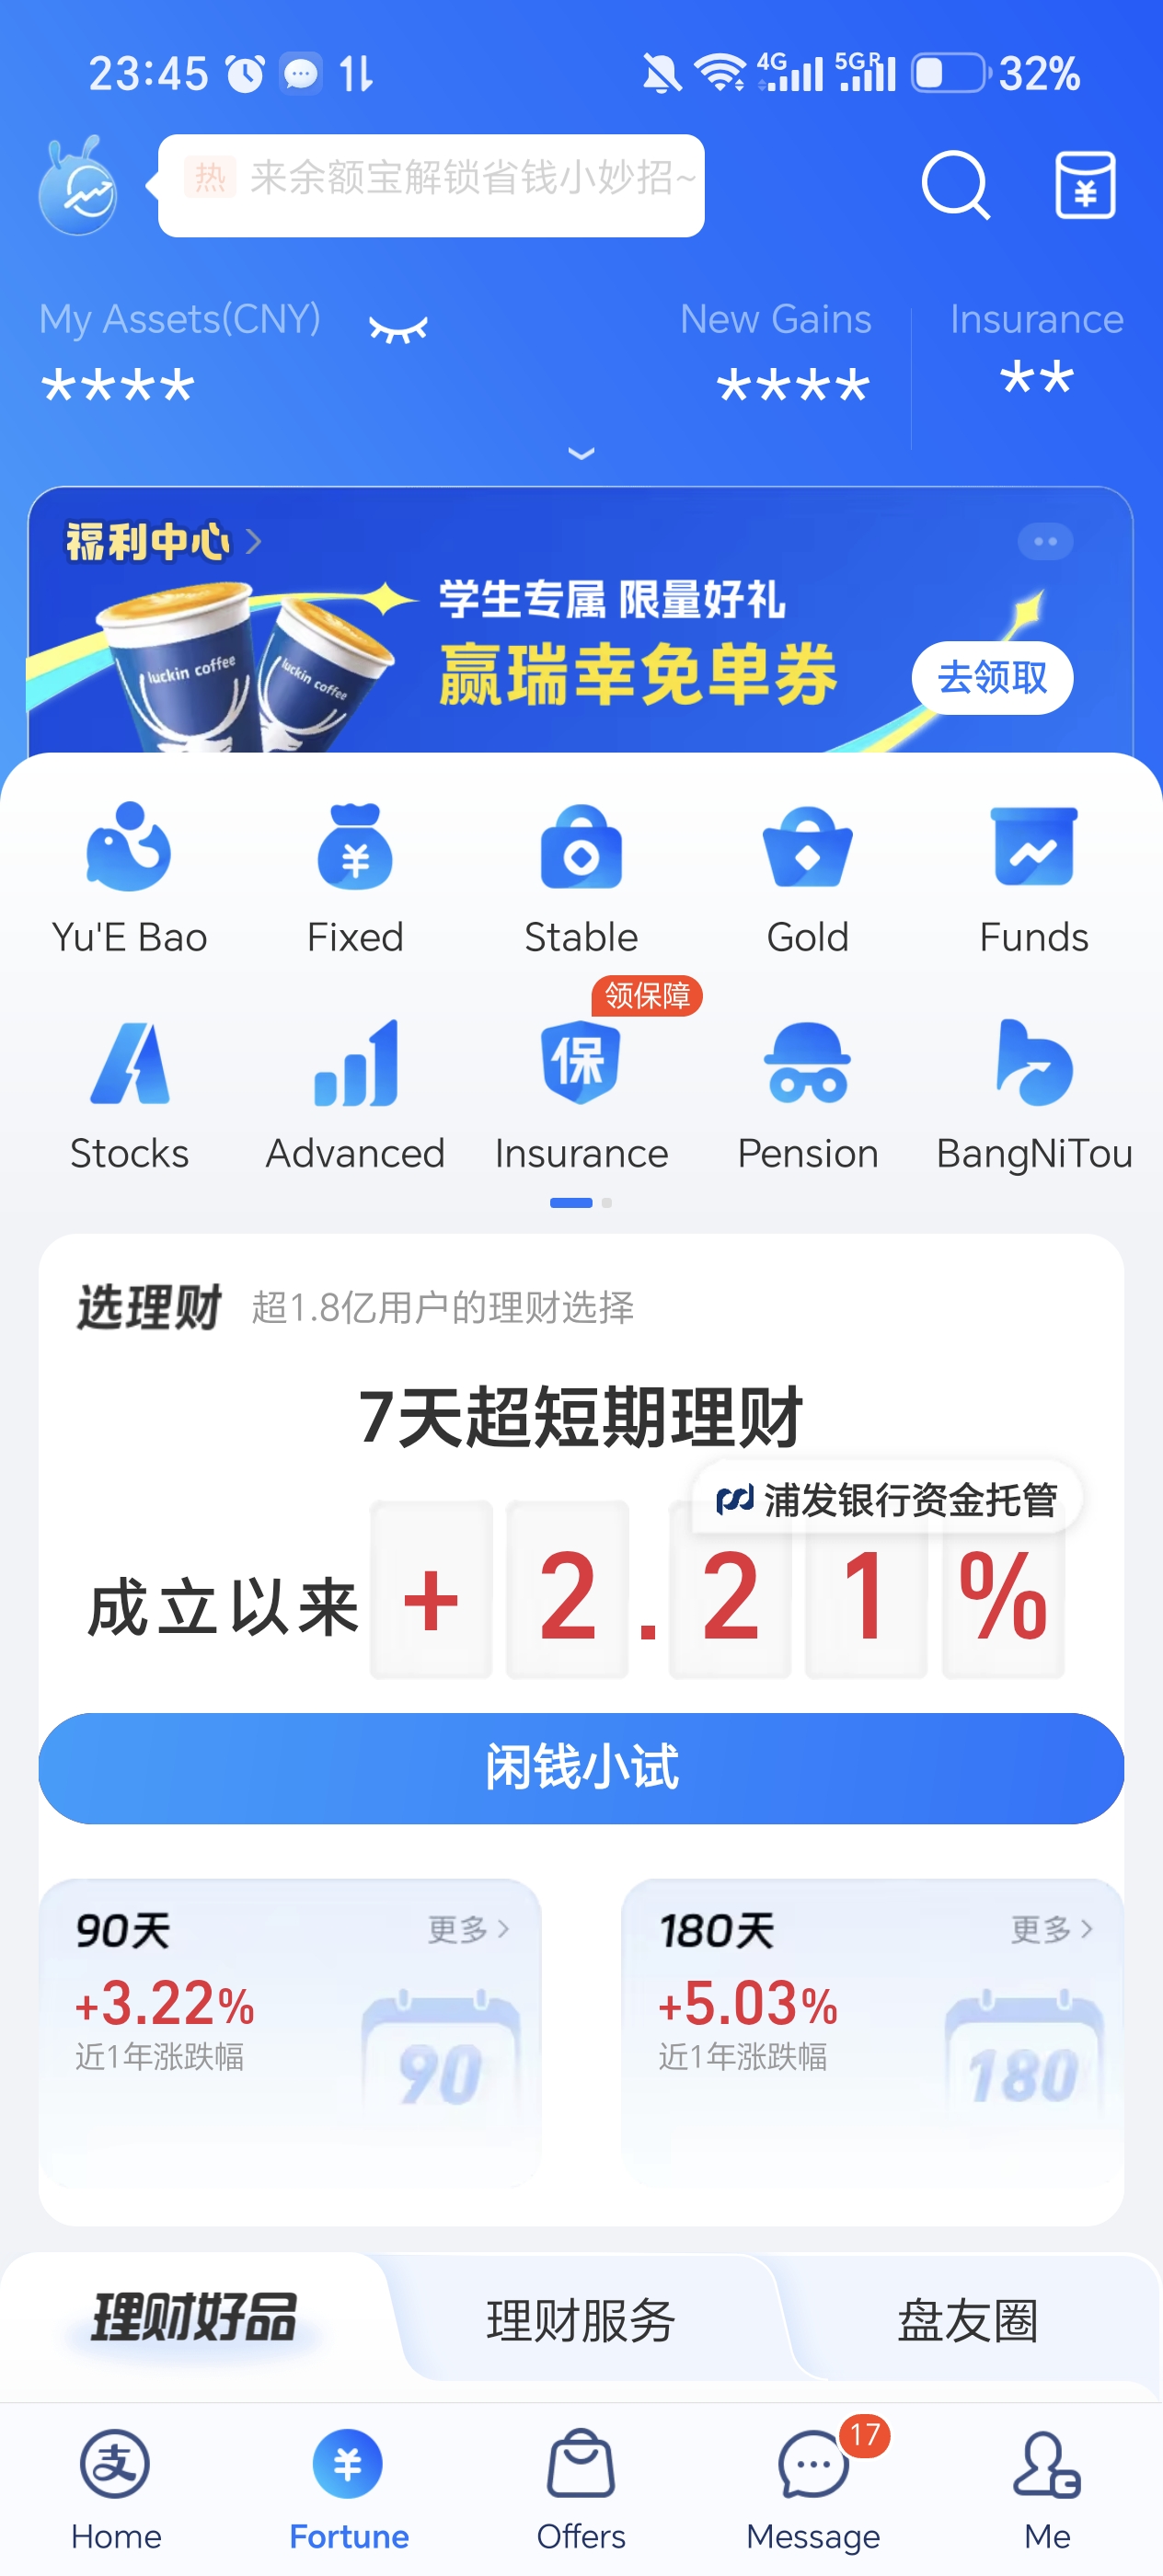 23:45
4G
5G R
32%
热 来余额宝解锁省钱小妙招~
My Assets(CNY)
New Gains
Insurance
****
****
**
福利中心
学生专属 限量好礼
赢瑞幸免单券
去领取
luckin coffee
luckin coffee
Yu'E Bao
Fixed
Stable
Gold
Funds
领保障
保
Stocks
Advanced
Insurance
Pension
BangNiTou
选理财 超1.8亿用户的理财选择
7天超短期理财
浦发银行资金托管
成立以来 +2.21%
闲钱小试
90天 更多
+3.22%
近1年涨跌幅
90
180天 更多
+5.03%
近1年涨跌幅
180
理财好品
理财服务
盘友圈
支
¥
17
Home
Fortune
Offers
Message
Me